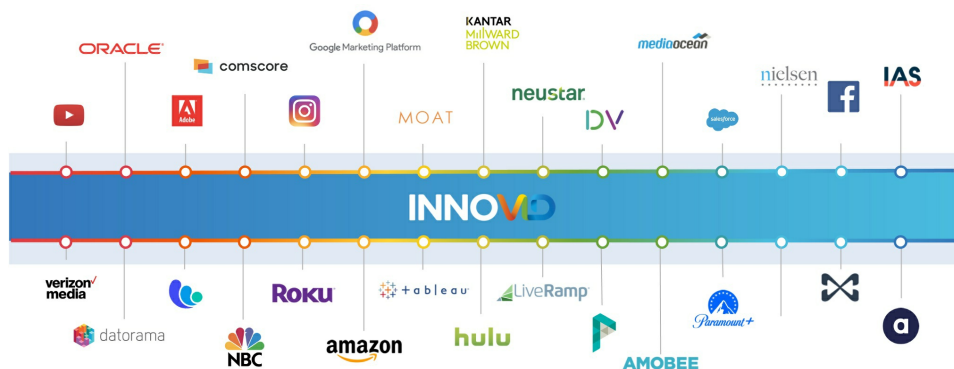 ORACLE
comscore
Adobe
Google Marketing Platform
MOAT
KANTAR
MILLWARD
BROWN
neustar
DV
mediaocean
salesforce
nielsen
IAS
INNOVID
verizon
media
datorama
NBC
Roku
amazon
+ableau
hulu
LiveRamp
AMOBEE
Paramount+
a